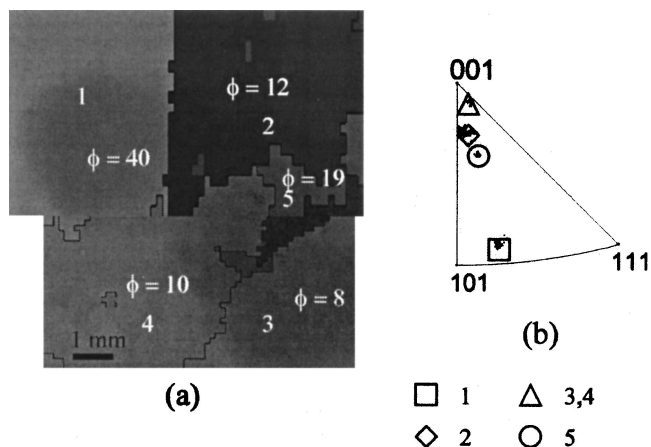 1
ϕ = 12
2
ϕ = 40
ϕ = 19
5
ϕ = 10
ϕ = 8
4
3
1 mm
(a)
001
101
111
(b)
1
3,4
2
5